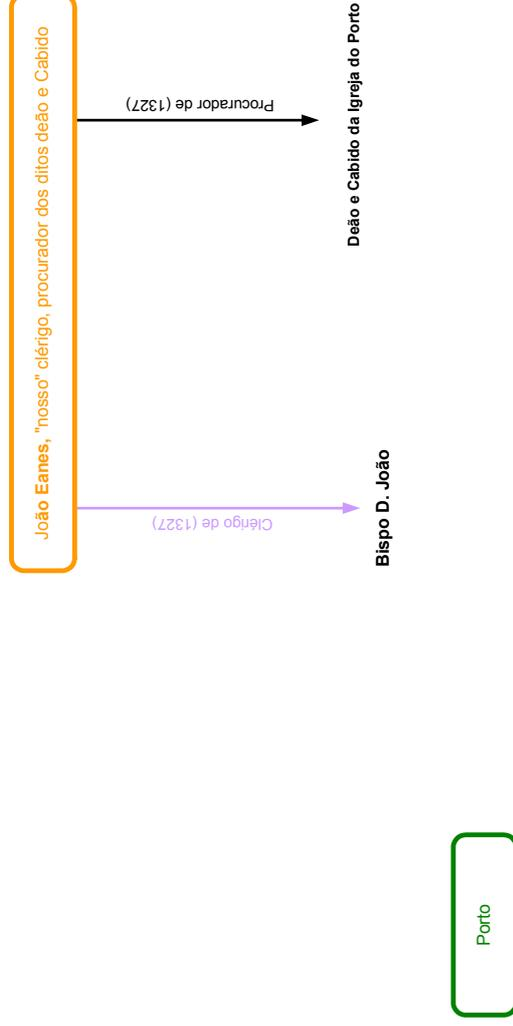 João Eanes, "nosso" clérigo, procurador dos ditos deão e Cabido
Clérigo de (1327)
Procurador de (1327)
Bispo D. João
Deão e Cabido da Igreja do Porto
Porto